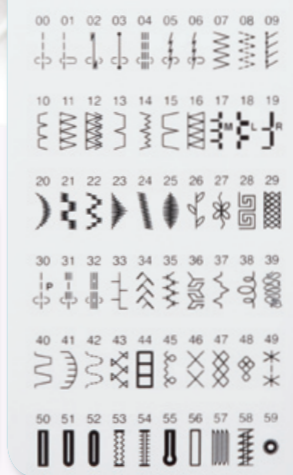 00 01 02 03 04 05 06 07 08 09
10 11 12 13 14 15 16 17 18 19
M L R
20 21 22 23 24 25 26 27 28 29
30 31 32 33 34 35 36 37 38 39
P
40 41 42 43 44 45 46 47 48 49
50 51 52 53 54 55 56 57 58 59